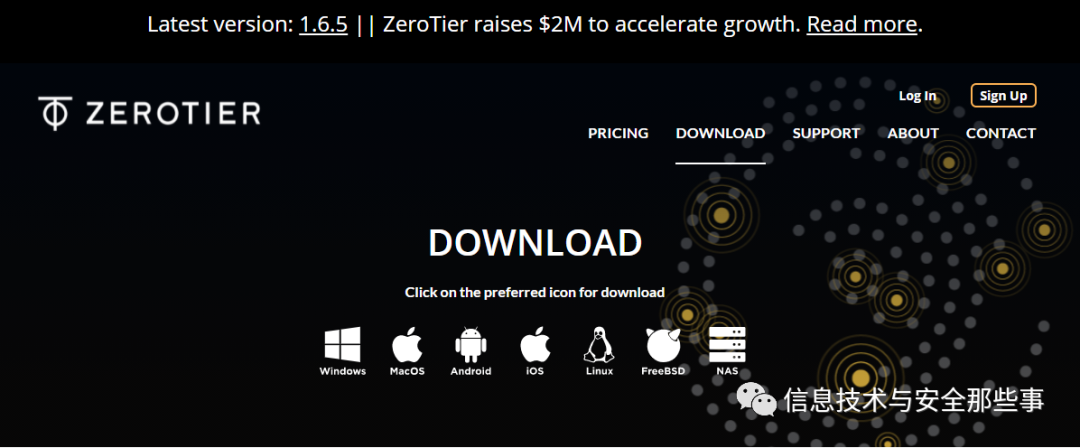 Latest version: 1.6.5 || ZeroTier raises $2M to accelerate growth. Read more.
ZEROTIER
Log In
Sign Up
PRICING
DOWNLOAD
SUPPORT
ABOUT
CONTACT
DOWNLOAD
Click on the preferred icon for download
Windows
MacOS
Android
iOS
Linux
FreeBSD
NAS
信息技术与安全那些事